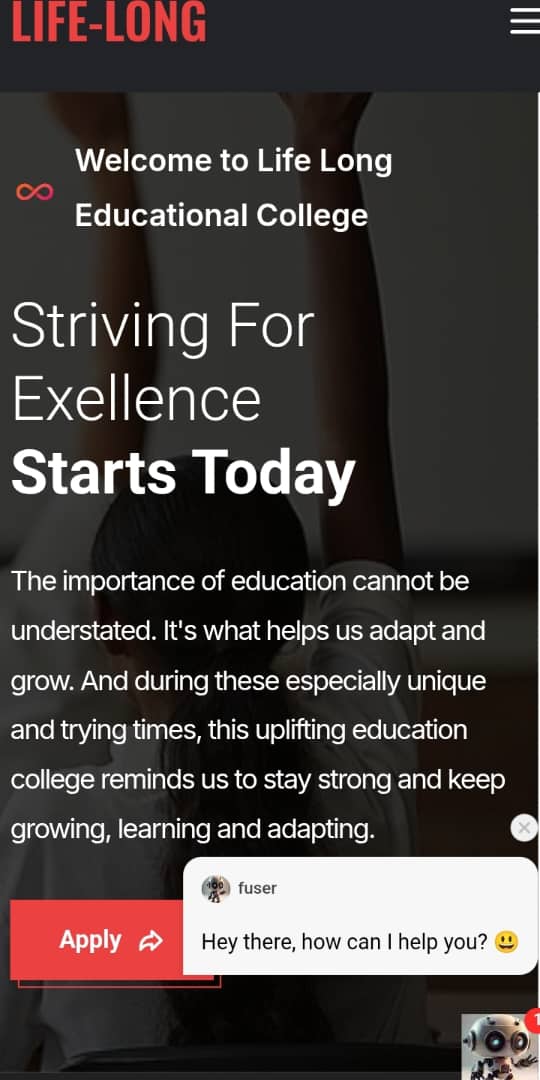 LIFE-LONG
Welcome to Life Long
Educational College
Striving For
Exellence
Starts Today
The importance of education cannot be
understated. It's what helps us adapt and
grow. And during these especially unique
and trying times, this uplifting education
college reminds us to stay strong and keep
growing, learning and adapting.
fuser
Apply
Hey there, how can I help you? 😃
1